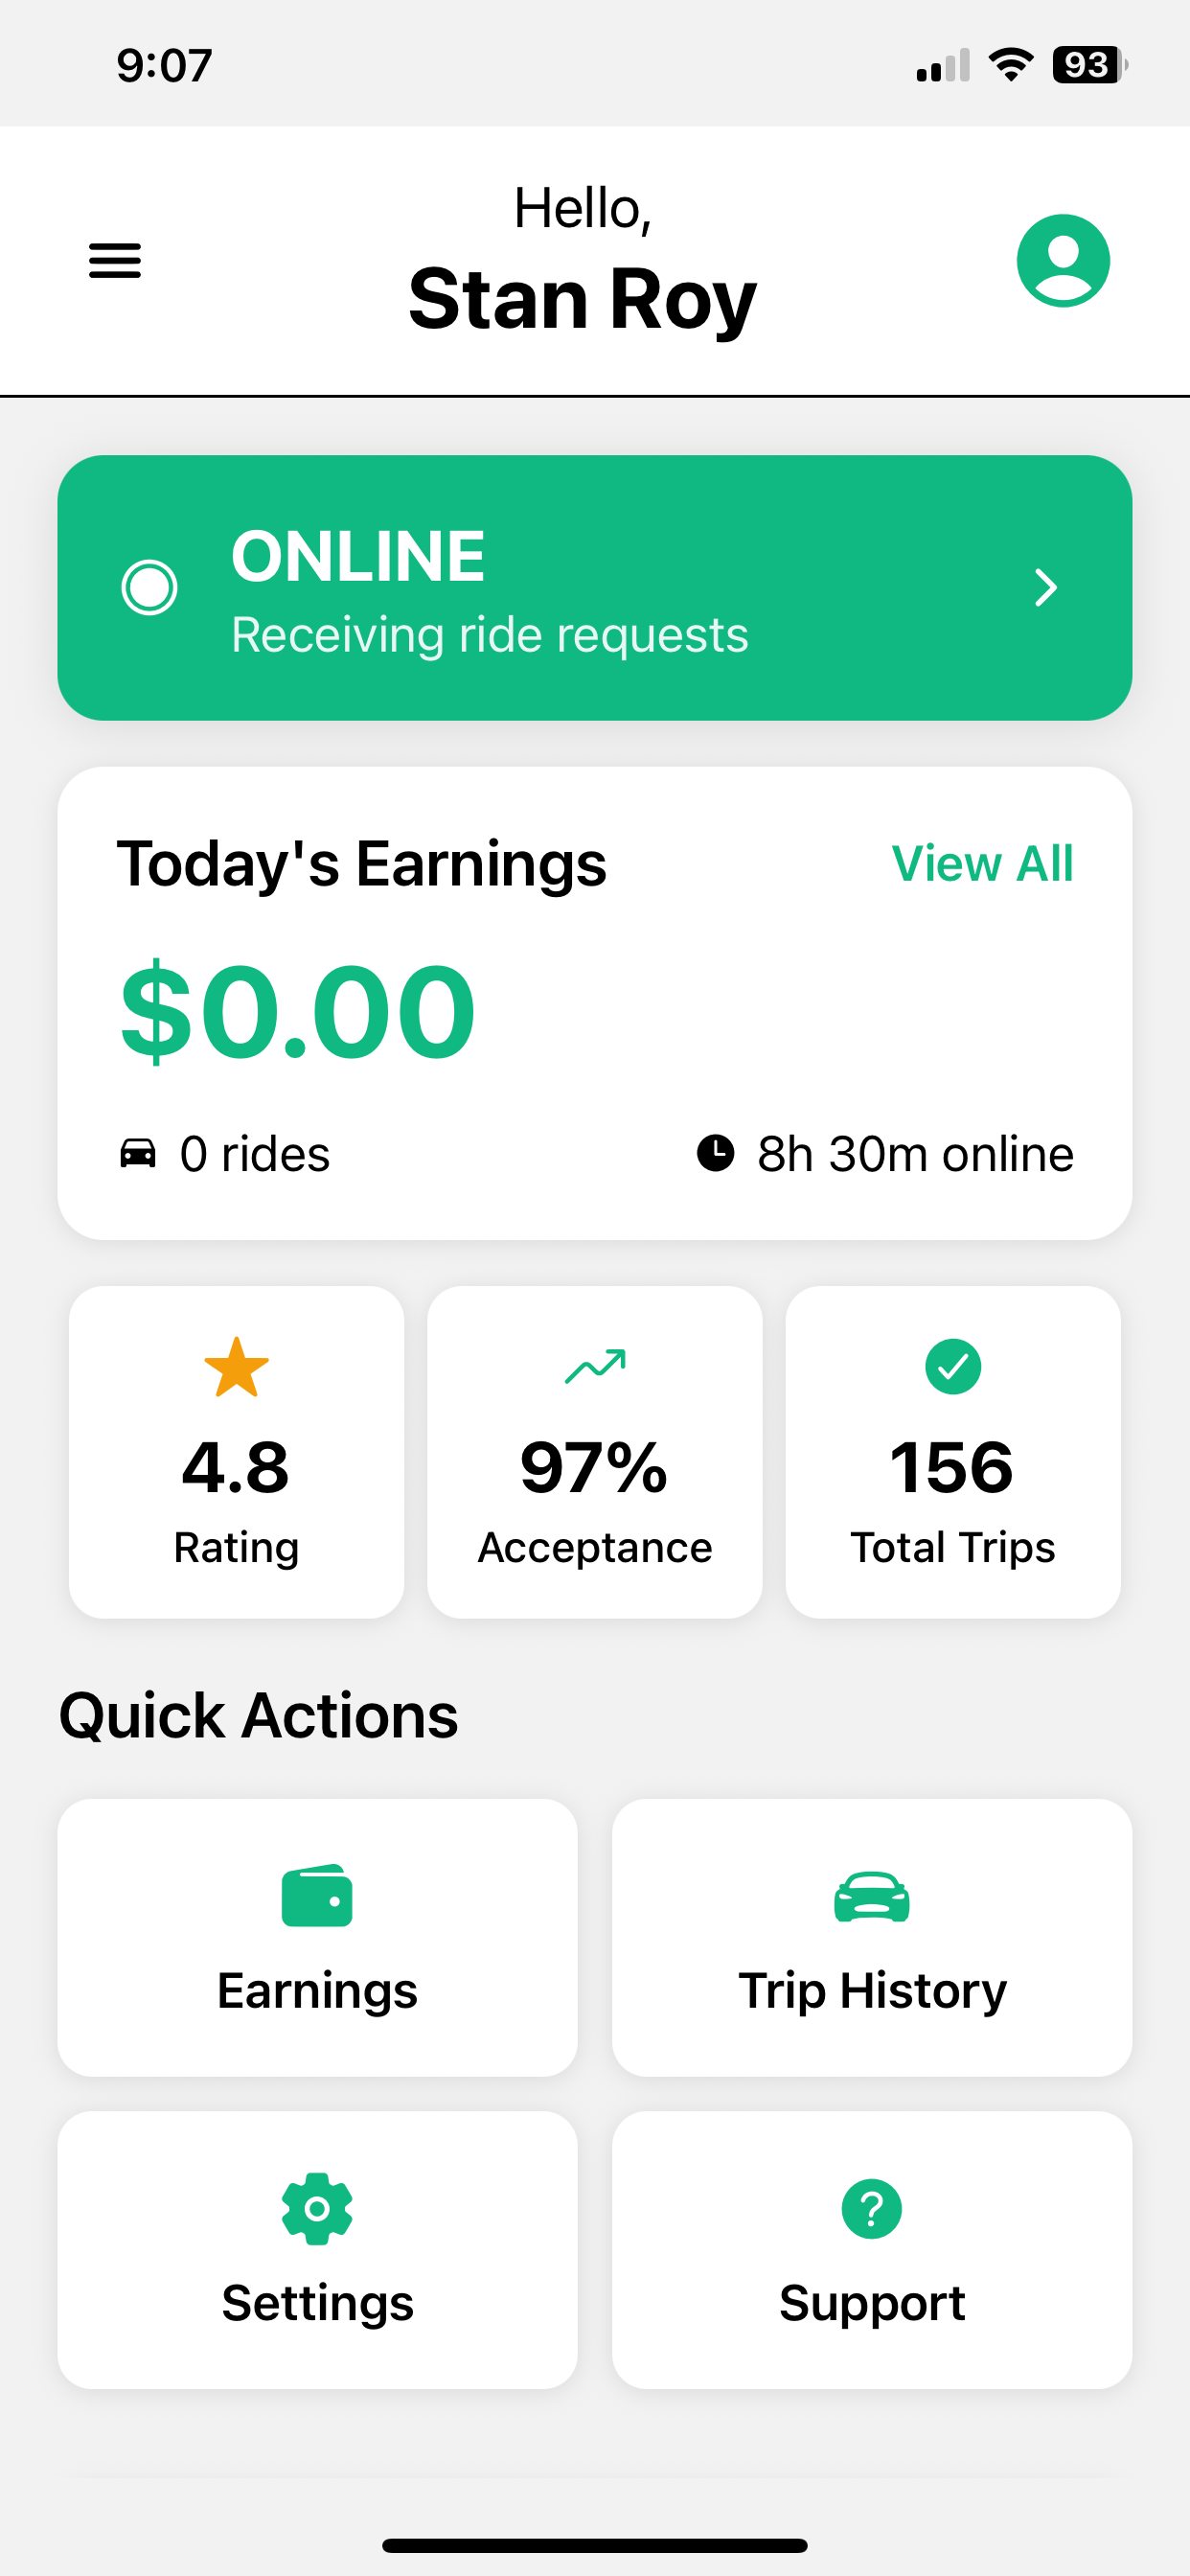 9:07
93
Hello,
Stan Roy
ONLINE
Receiving ride requests
Today's Earnings
View All
$0.00
0 rides
8h 30m online
4.8
97%
156
Rating
Acceptance
Total Trips
Quick Actions
Earnings
Trip History
Settings
Support